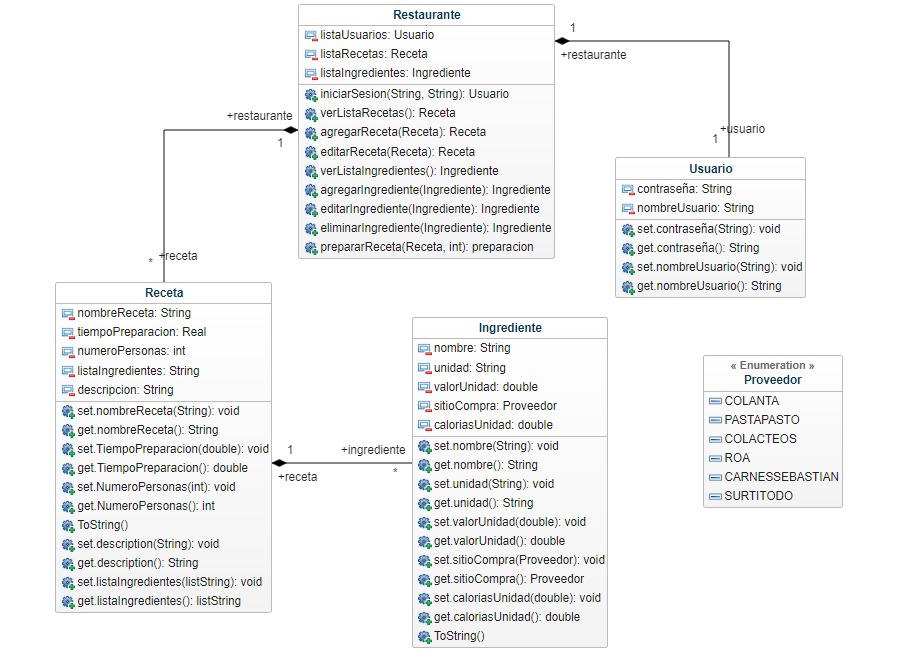 Restaurante
listaUsuarios: Usuario
listaRecetas: Receta
listaIngredientes: Ingrediente
iniciarSesion(String, String): Usuario
verListaRecetas(): Receta
agregarReceta(Receta): Receta
editarReceta(Receta): Receta
verListaIngredientes(): Ingrediente
agregarIngrediente(Ingrediente): Ingrediente
editarIngrediente(Ingrediente): Ingrediente
eliminarIngrediente(Ingrediente): Ingrediente
prepararReceta(Receta, int): preparacion
1
+restaurante
+usuario
1
+restaurante
1
+receta
*
Usuario
contraseña: String
nombreUsuario: String
set.contraseña(String): void
get.contraseña(): String
set.nombreUsuario(String): void
get.nombreUsuario(): String
Receta
nombreReceta: String
tiempoPreparacion: Real
numeroPersonas: int
listaIngredientes: String
descripcion: String
set.nombreReceta(String): void
get.nombreReceta(): String
set.TiempoPreparacion(double): void
get.TiempoPreparacion(): double
set.NumeroPersonas(int): void
get.NumeroPersonas(): int
ToString()
set.description(String): void
get.description(): String
set.listaIngredientes(listString): void
get.listaIngredientes(): listString
1
+receta
+ingrediente
*
Ingrediente
nombre: String
unidad: String
valorUnidad: double
sitioCompra: Proveedor
caloriasUnidad: double
set.nombre(String): void
get.nombre(): String
set.unidad(String): void
get.unidad(): String
set.valorUnidad(double): void
get.valorUnidad(): double
set.sitioCompra(Proveedor): void
get.sitioCompra(): Proveedor
set.caloriasUnidad(double): void
get.caloriasUnidad(): double
ToString()
« Enumeration »
Proveedor
COLANTA
PASTAPASTO
COLACTEOS
ROA
CARNESSEBASTIAN
SURTITODO